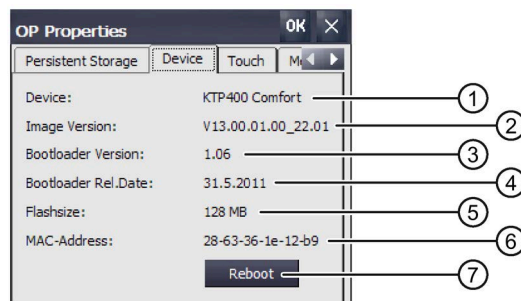 OP Properties OK ×
Persistent Storage Device Touch
Device: KTP400 Comfort 1
Image Version: V13.00.01.00_22.01 2
Bootloader Version: 1.06 3
Bootloader Rel.Date: 31.5.2011 4
Flashsize: 128 MB 5
MAC-Address: 28-63-36-1e-12-b9 6
Reboot 7